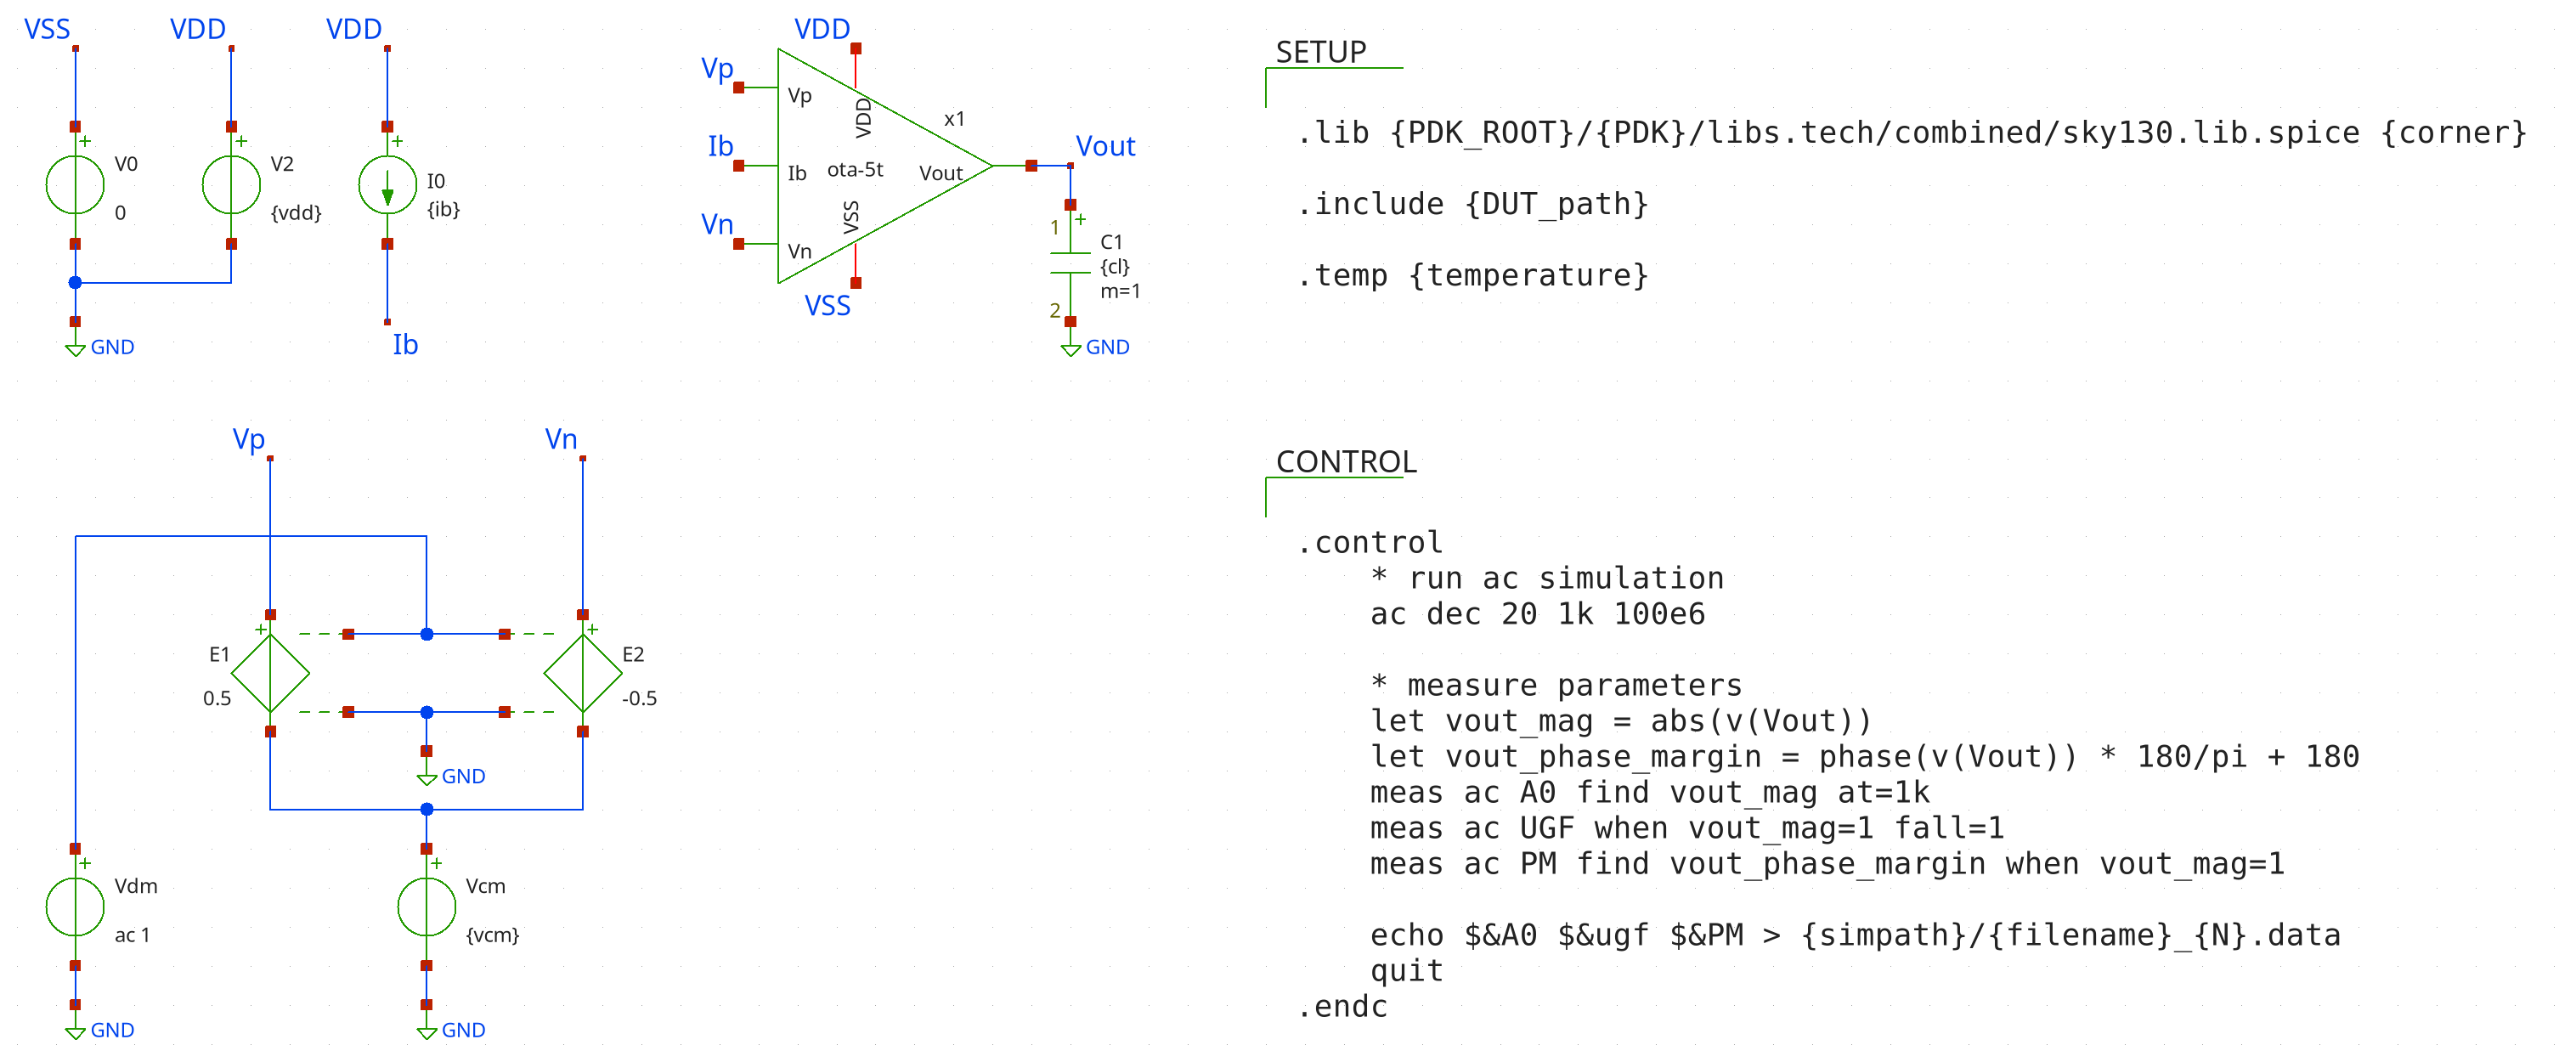 VSS
VDD
VDD
+
V0
0
+
V2
{vdd}
+
I0
{ib}
GND
Ib
VDD
Vp
Ib
Vn
Vp
Ib
Vn
VDD
VSS
ota-5t
x1
Vout
VSS
Vout
1
+
C1
{cl}
m=1
2
GND
SETUP
.lib {PDK_ROOT}/{PDK}/libs.tech/combined/sky130.lib.spice {corner}
.include {DUT_path}
.temp {temperature}
Vp
Vn
+
E1
0.5
+
E2
-0.5
GND
+
Vdm
ac 1
GND
+
Vcm
{vcm}
GND
CONTROL
.control
* run ac simulation
ac dec 20 1k 100e6
* measure parameters
let vout_mag = abs(v(Vout))
let vout_phase_margin = phase(v(Vout)) * 180/pi + 180
meas ac A0 find vout_mag at=1k
meas ac UGF when vout_mag=1 fall=1
meas ac PM find vout_phase_margin when vout_mag=1
echo $&A0 $&ugf $&PM > {simpath}/{filename}_{N}.data
quit
.endc